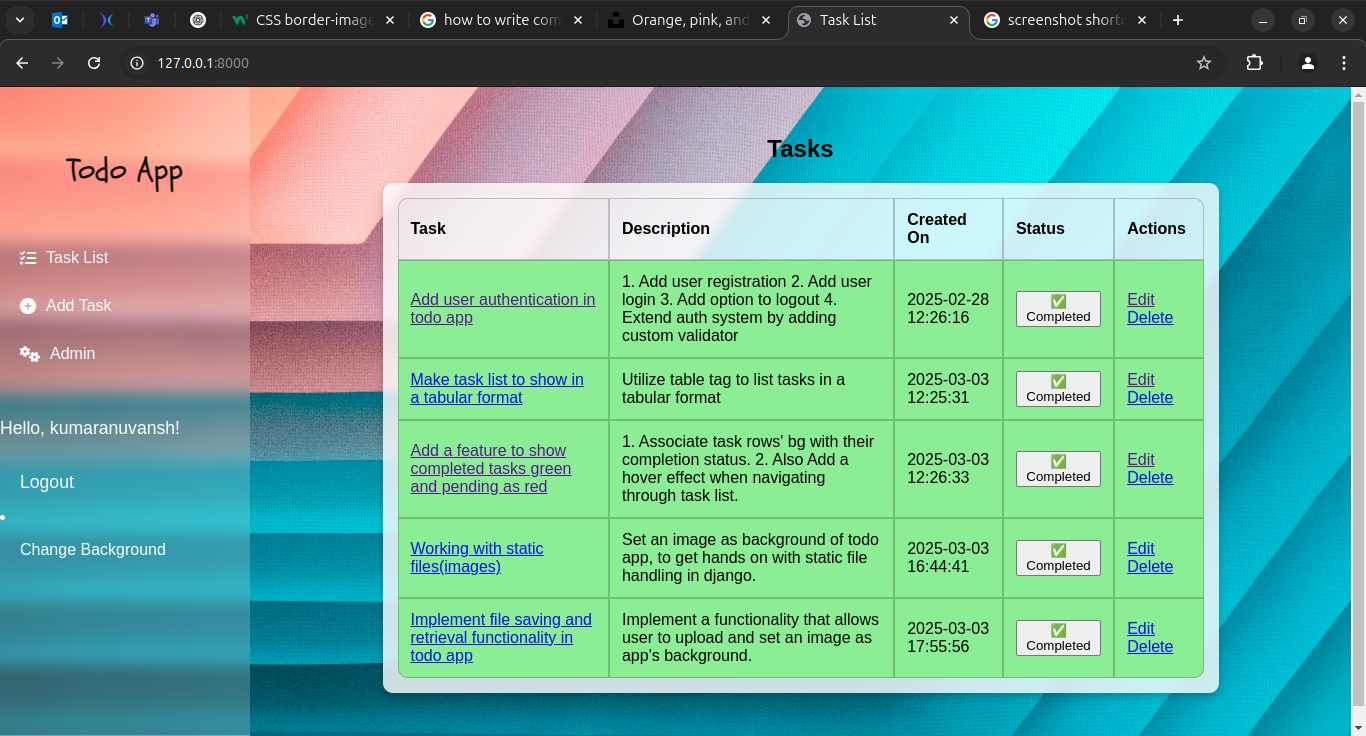 CSS border-image
how to write com
Orange, pink, and
Task List
screenshot short
127.0.0.1:8000
Todo App
Task List
Add Task
Admin
Hello, kumaranuvansh!
Logout
Change Background
Tasks
Task
Description
Created
On
Status
Actions
Add user authentication in
todo app
1. Add user registration 2. Add user
login 3. Add option to logout 4.
Extend auth system by adding
custom validator
2025-02-28
12:26:16
✅
Completed
Edit
Delete
Make task list to show in
a tabular format
Utilize table tag to list tasks in a
tabular format
2025-03-03
12:25:31
✅
Completed
Edit
Delete
Add a feature to show
completed tasks green
and pending as red
1. Associate task rows' bg with their
completion status. 2. Also Add a
hover effect when navigating
through task list.
2025-03-03
12:26:33
✅
Completed
Edit
Delete
Working with static
files(images)
Set an image as background of todo
app, to get hands on with static file
handling in django.
2025-03-03
16:44:41
✅
Completed
Edit
Delete
Implement file saving and
retrieval functionality in
todo app
Implement a functionality that allows
user to upload and set an image as
app's background.
2025-03-03
17:55:56
✅
Completed
Edit
Delete